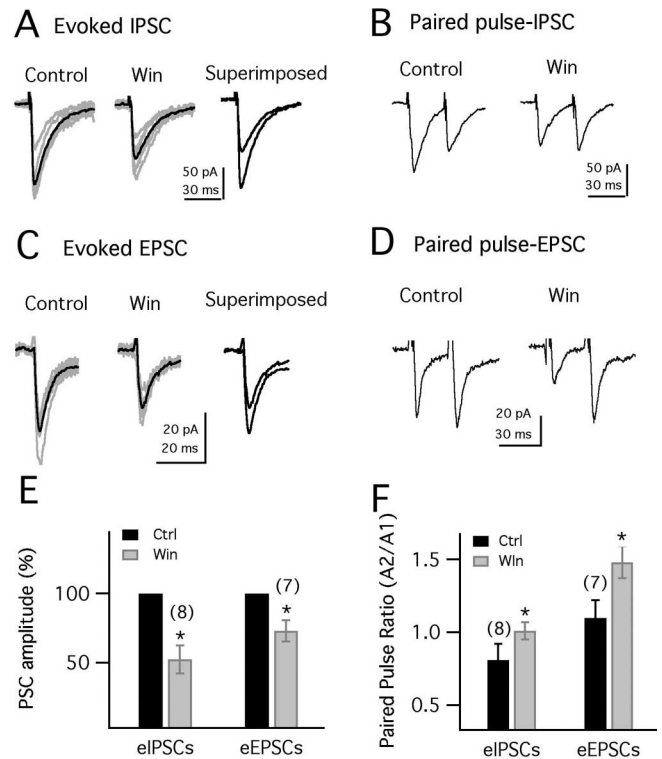 A Evoked IPSC
Control Win Superimposed
50 pA
30 ms
B Paired pulse-IPSC
Control Win
50 pA
30 ms
C Evoked EPSC
Control Win Superimposed
20 pA
20 ms
D Paired pulse-EPSC
Control Win
20 pA
30 ms
E
PSC amplitude (%)
Ctrl
Win
100
50
(8)
*
(7)
*
eIPSCs eEPSCs
F
Paired Pulse Ratio (A2/A1)
Ctrl
WIn
1.5
1.0
0.5
(8)
*
(7)
*
eIPSCs eEPSCs